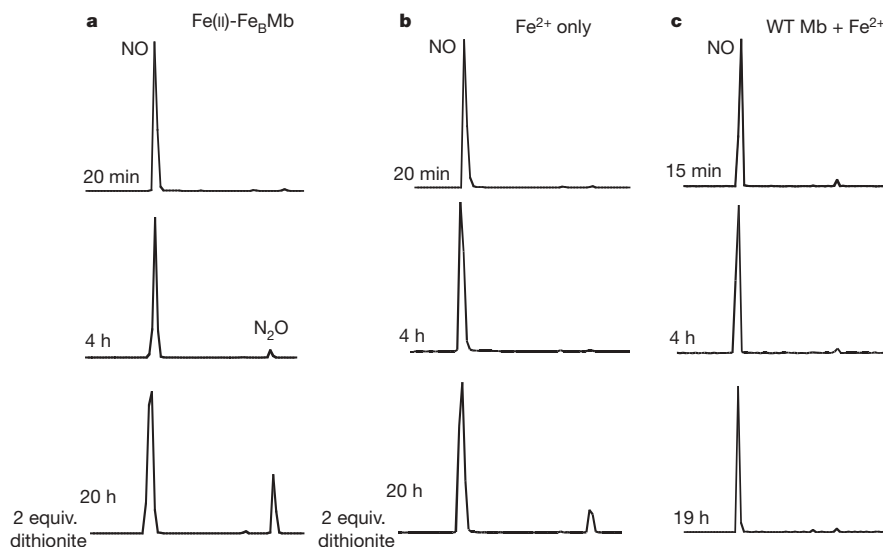 a Fe(II)-Fe_BMb
NO
20 min
4 h
N₂O
20 h
2 equiv.
dithionite
b Fe²⁺ only
NO
20 min
4 h
20 h
2 equiv.
dithionite
c WT Mb + Fe²⁺
NO
15 min
4 h
19 h